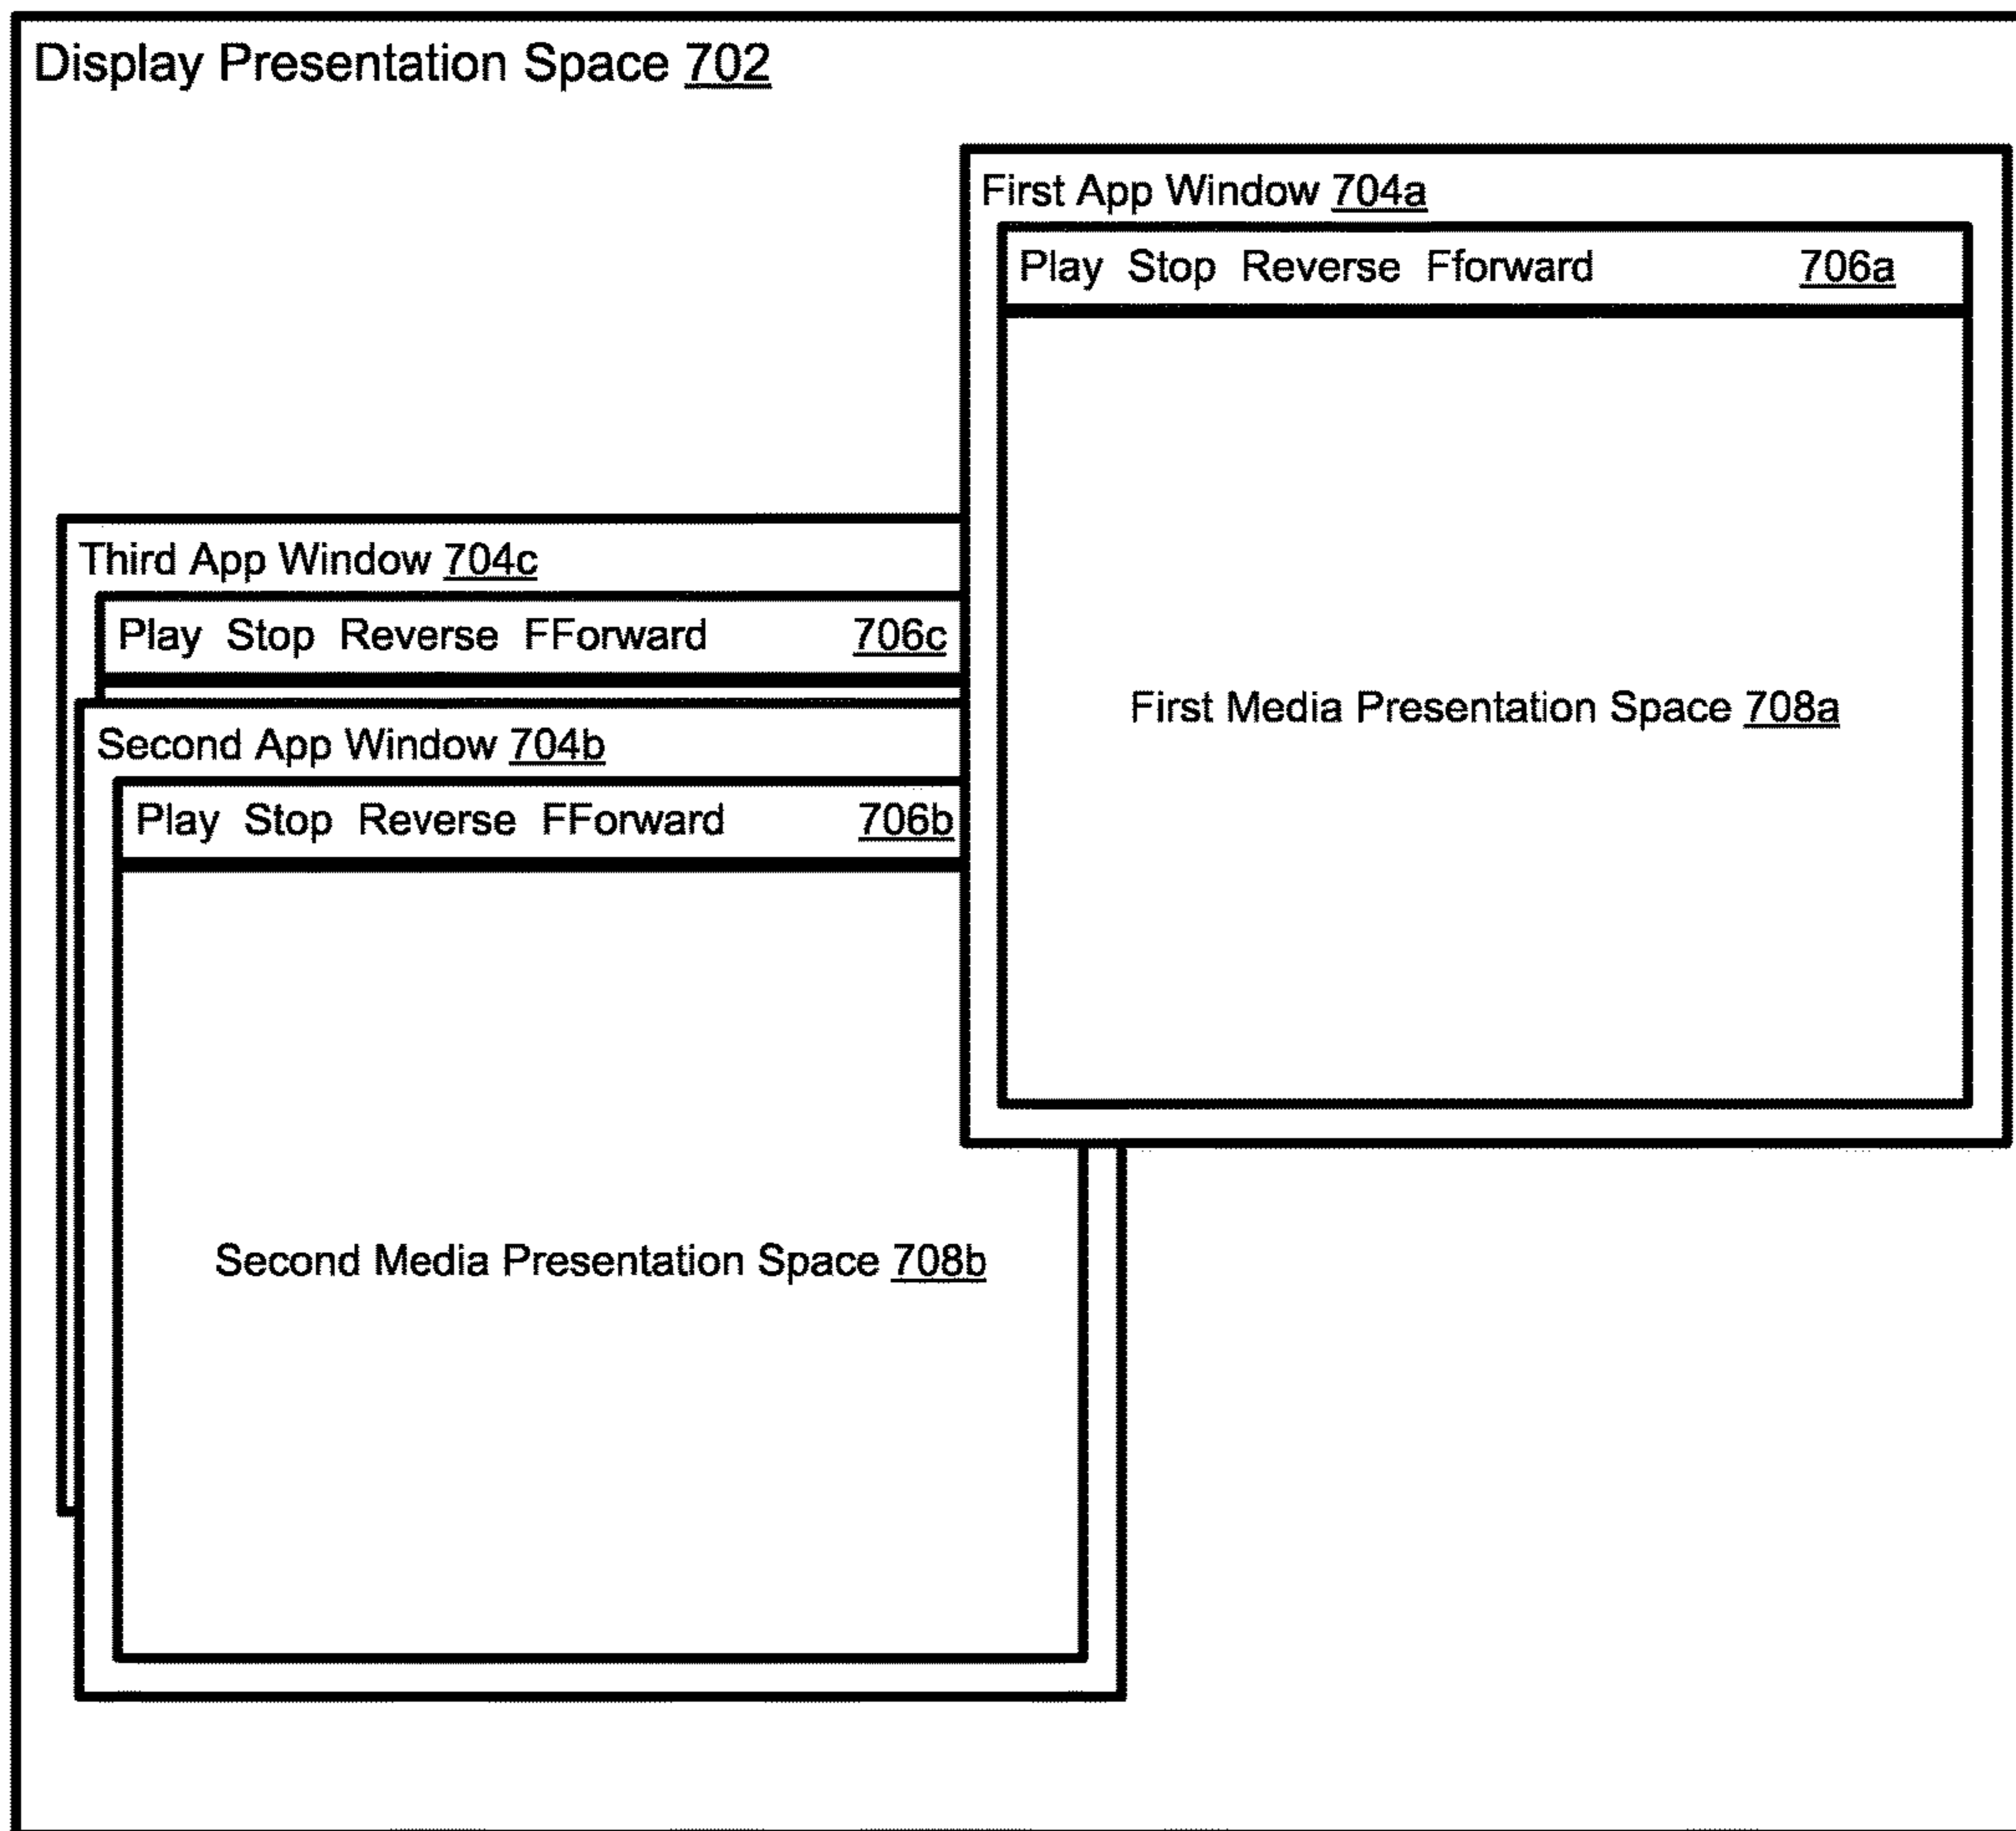 Display Presentation Space 702
First App Window 704a
Play Stop Reverse Fforward 706a
First Media Presentation Space 708a
Third App Window 704c
Play Stop Reverse FForward 706c
Second App Window 704b
Play Stop Reverse FForward 706b
Second Media Presentation Space 708b